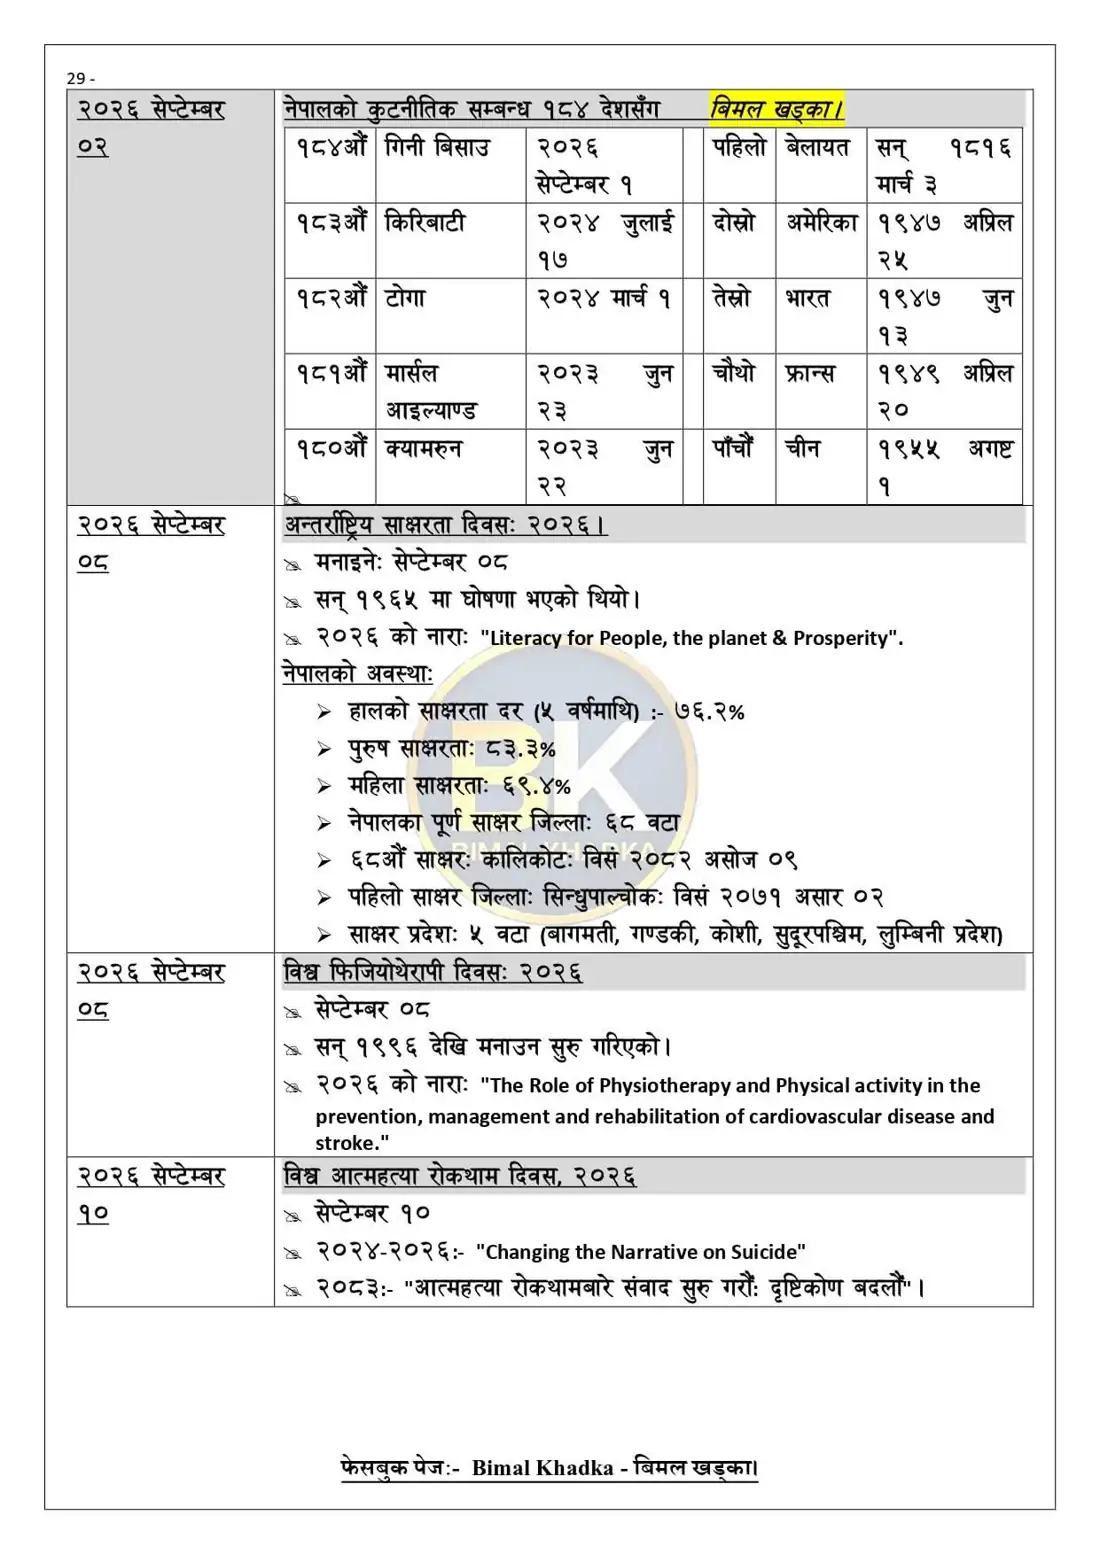 29 -
२०२६ सेप्टेम्बर
०२
नेपालको कुटनीतिक सम्बन्ध १८४ देशसँग बिमल खड्का।
१८४औं गिनी बिसाउ २०२६ पहिलो बेलायत सन् १८१६
सेप्टेम्बर १ मार्च ३
१८३औं किरिबाटी २०२४ जुलाई दोस्रो अमेरिका १९४७ अप्रिल
१७ २५
१८२औं टोगा २०२४ मार्च १ तेस्रो भारत १९४७ जुन
१३
१८१औं मार्सल २०२३ जुन चौथो फ्रान्स १९४९ अप्रिल
आइल्याण्ड २३ २०
१८०औं क्यामरुन २०२३ जुन पाँचौं चीन १९५५ अगष्ट
२२ १
२०२६ सेप्टेम्बर
०८
अन्तर्राष्ट्रिय साक्षरता दिवसः २०२६।
मनाइनेः सेप्टेम्बर ०८
सन् १९६५ मा घोषणा भएको थियो।
२०२६ को नाराः "Literacy for People, the planet & Prosperity".
नेपालको अवस्थाः
➢ हालको साक्षरता दर (५ वर्षमाथि) :- ७६.२%
➢ पुरुष साक्षरताः ८३.३%
➢ महिला साक्षरताः ६९.४%
➢ नेपालका पूर्ण साक्षर जिल्लाः ६८ वटा
➢ ६८औं साक्षरः कालिकोटः विसं २०८२ असोज ०९
➢ पहिलो साक्षर जिल्लाः सिन्धुपाल्चोकः विसं २०७१ असार ०२
➢ साक्षर प्रदेशः ५ वटा (बागमती, गण्डकी, कोशी, सुदूरपश्चिम, लुम्बिनी प्रदेश)
BK
BIMAL KHADKA
२०२६ सेप्टेम्बर
०८
विश्व फिजियोथेरापी दिवसः २०२६
सेप्टेम्बर ०८
सन् १९९६ देखि मनाउन सुरु गरिएको।
२०२६ को नाराः "The Role of Physiotherapy and Physical activity in the
prevention, management and rehabilitation of cardiovascular disease and
stroke."
२०२६ सेप्टेम्बर
१०
विश्व आत्महत्या रोकथाम दिवस, २०२६
सेप्टेम्बर १०
२०२४-२०२६:- "Changing the Narrative on Suicide"
२०८३:- "आत्महत्या रोकथामबारे संवाद सुरु गरौं: दृष्टिकोण बदलौं"।
फेसबुक पेज:- Bimal Khadka - बिमल खड्का।